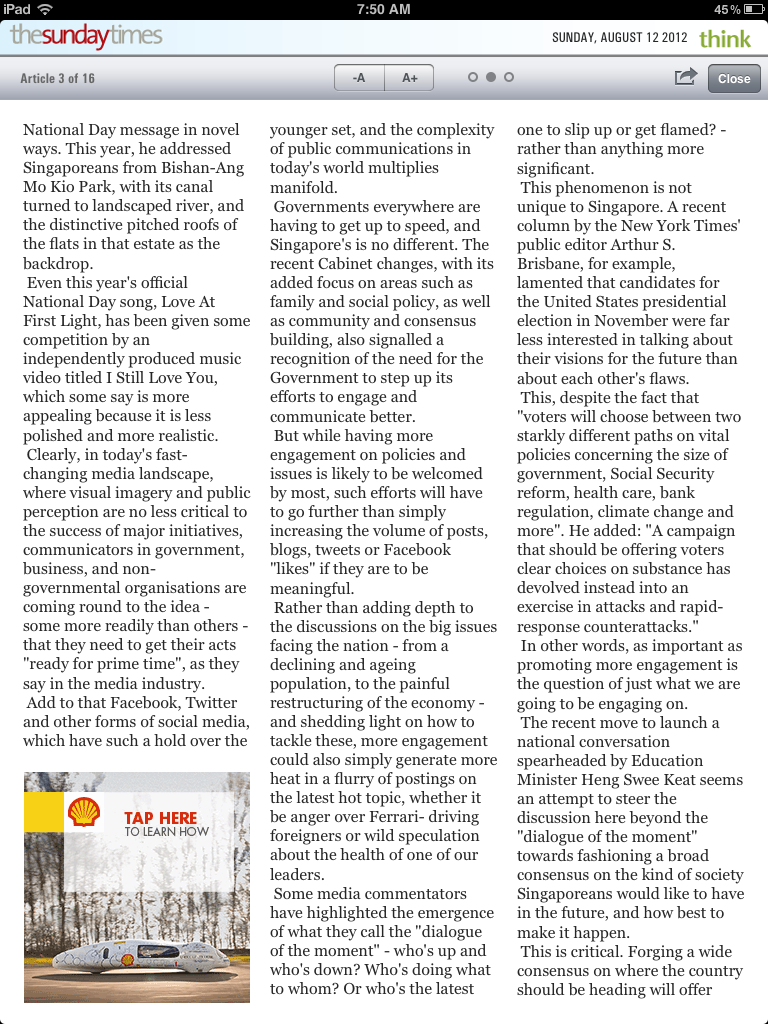 iPad
7:50 AM
45%
thesundaytimes
SUNDAY, AUGUST 12 2012
think
Article 3 of 16
-A
A+
Close
National Day message in novel
ways. This year, he addressed
Singaporeans from Bishan-Ang
Mo Kio Park, with its canal
turned to landscaped river, and
the distinctive pitched roofs of
the flats in that estate as the
backdrop.
Even this year's official
National Day song, Love At
First Light, has been given some
competition by an
independently produced music
video titled I Still Love You,
which some say is more
appealing because it is less
polished and more realistic.
Clearly, in today's fast-
changing media landscape,
where visual imagery and public
perception are no less critical to
the success of major initiatives,
communicators in government,
business, and non-
governmental organisations are
coming round to the idea -
some more readily than others -
that they need to get their acts
"ready for prime time", as they
say in the media industry.
Add to that Facebook, Twitter
and other forms of social media,
which have such a hold over the
TAP HERE
TO LEARN HOW
younger set, and the complexity
of public communications in
today's world multiplies
manifold.
Governments everywhere are
having to get up to speed, and
Singapore's is no different. The
recent Cabinet changes, with its
added focus on areas such as
family and social policy, as well
as community and consensus
building, also signalled a
recognition of the need for the
Government to step up its
efforts to engage and
communicate better.
But while having more
engagement on policies and
issues is likely to be welcomed
by most, such efforts will have
to go further than simply
increasing the volume of posts,
blogs, tweets or Facebook
"likes" if they are to be
meaningful.
Rather than adding depth to
the discussions on the big issues
facing the nation - from a
declining and ageing
population, to the painful
restructuring of the economy -
and shedding light on how to
tackle these, more engagement
could also simply generate more
heat in a flurry of postings on
the latest hot topic, whether it
be anger over Ferrari- driving
foreigners or wild speculation
about the health of one of our
leaders.
Some media commentators
have highlighted the emergence
of what they call the "dialogue
of the moment" - who's up and
who's down? Who's doing what
to whom? Or who's the latest
one to slip up or get flamed? -
rather than anything more
significant.
This phenomenon is not
unique to Singapore. A recent
column by the New York Times'
public editor Arthur S.
Brisbane, for example,
lamented that candidates for
the United States presidential
election in November were far
less interested in talking about
their visions for the future than
about each other's flaws.
This, despite the fact that
"voters will choose between two
starkly different paths on vital
policies concerning the size of
government, Social Security
reform, health care, bank
regulation, climate change and
more". He added: "A campaign
that should be offering voters
clear choices on substance has
devolved instead into an
exercise in attacks and rapid-
response counterattacks."
In other words, as important as
promoting more engagement is
the question of just what we are
going to be engaging on.
The recent move to launch a
national conversation
spearheaded by Education
Minister Heng Swee Keat seems
an attempt to steer the
discussion here beyond the
"dialogue of the moment"
towards fashioning a broad
consensus on the kind of society
Singaporeans would like to have
in the future, and how best to
make it happen.
This is critical. Forging a wide
consensus on where the country
should be heading will offer